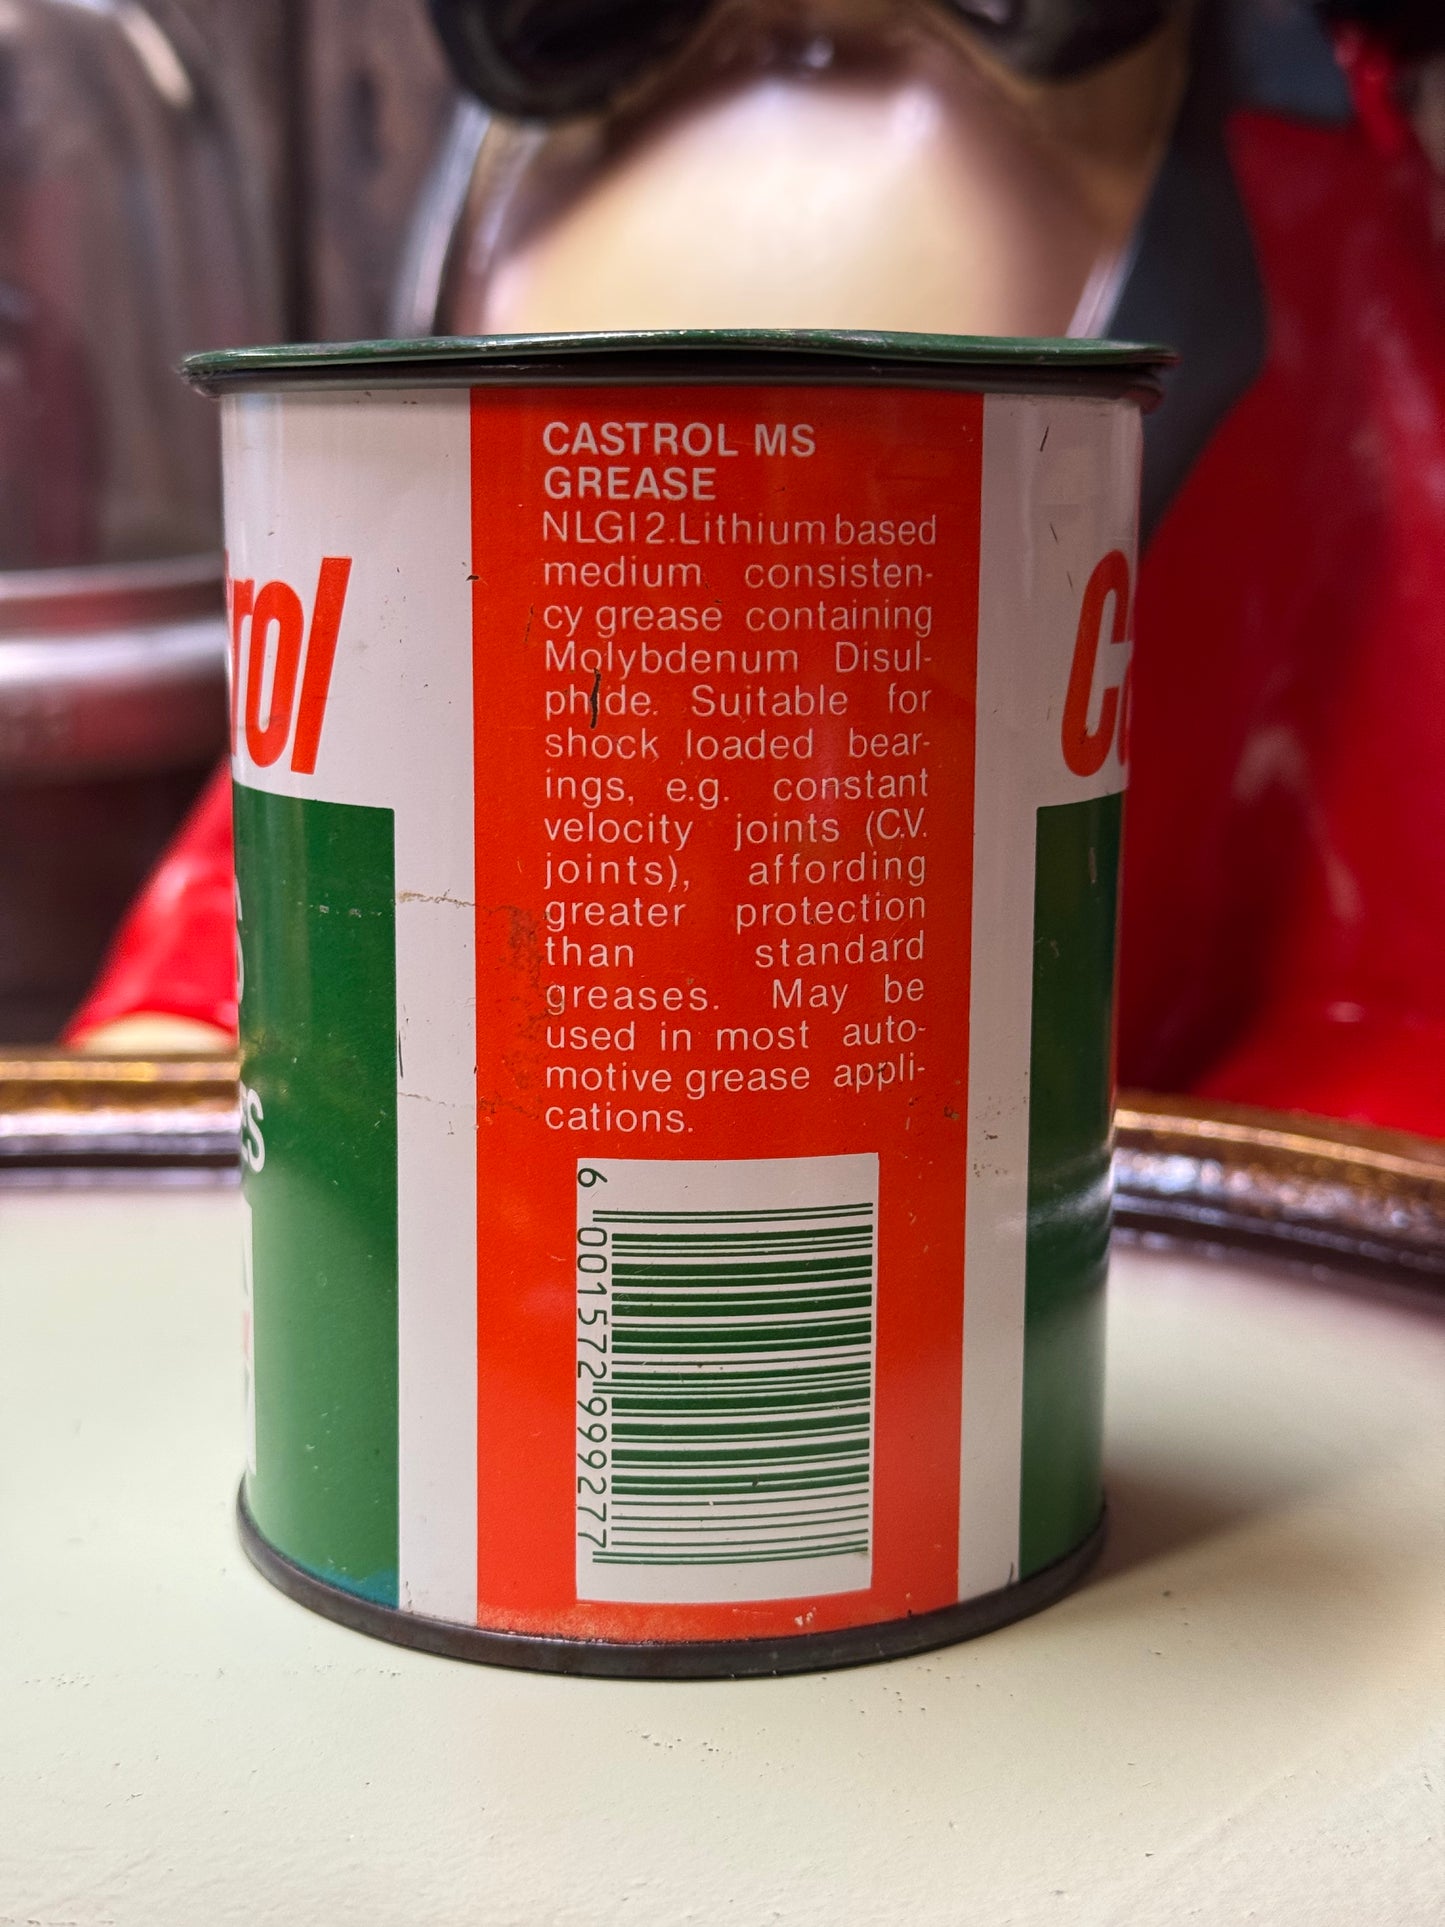 CASTROL MS
GREASE
NLGI 2. Lithium based
medium consisten-
cy grease containing
Molybdenum Disul-
phide. Suitable for
shock loaded bear-
ings, e.g. constant
velocity joints (C.V.
joints), affording
greater protection
than standard
greases. May be
used in most auto-
motive grease appli-
cations.
6 001572 999277